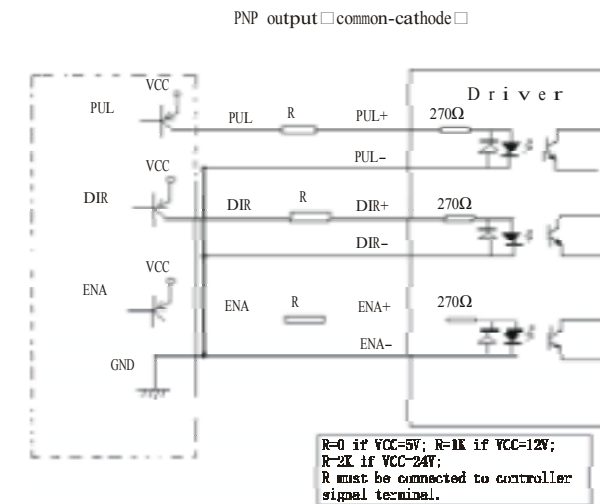 PNP output□common-cathode□
VCC
Driver
PUL
PUL R PUL+ 270Ω
PUL-
VCC
DIR
DIR R DIR+ 270Ω
DIR-
VCC
ENA
ENA R ENA+ 270Ω
ENA-
GND
R=0 if VCC=5V; R=1K if VCC=12V;
R=2K if VCC=24V;
R must be connected to controller
signal terminal.